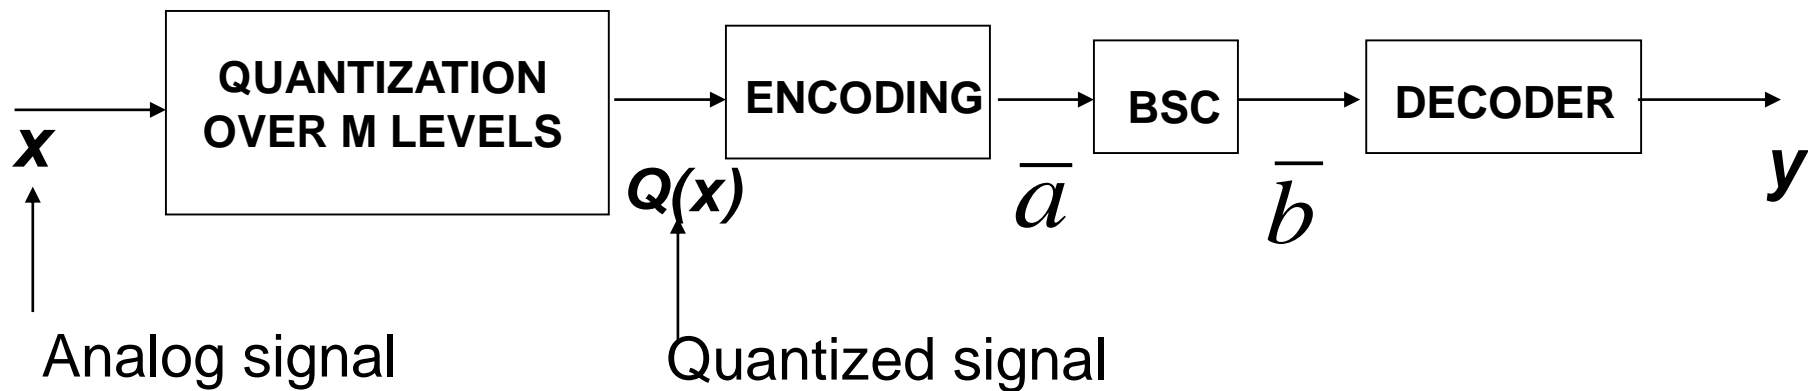 QUANTIZATION
OVER M LEVELS
ENCODING
BSC
DECODER
x
Q(x)
a̅
b̅
y
Analog signal
Quantized signal